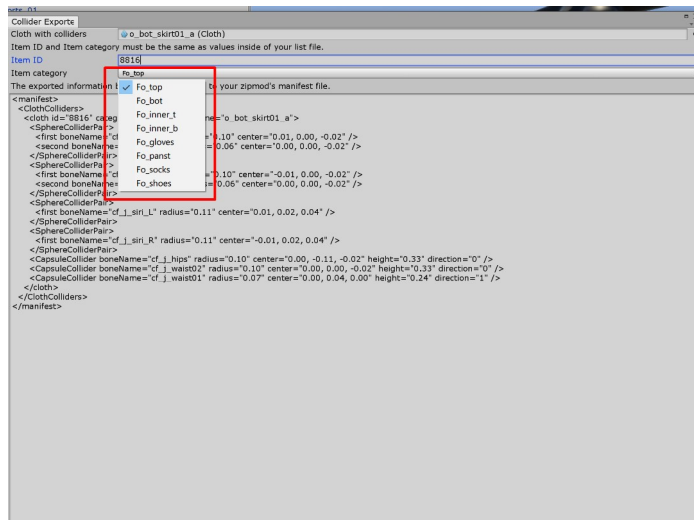 Collider Exporte
Cloth with colliders o_bot_skirt01_a (Cloth)
Item ID and Item category must be the same as values inside of your list file.
Item ID 8816
Item category Fo_top
The exported information to your zipmod's manifest file.
Fo_top
Fo_bot
Fo_inner_t
Fo_inner_b
Fo_gloves
Fo_panst
Fo_socks
Fo_shoes
<manifest>
<ClothColliders>
<cloth id="8816" categ ne="o_bot_skirt01_a">
<SphereColliderPair>
<first boneName="cf 0.10" center="0.01, 0.00, -0.02" />
<second boneName= "0.06" center="0.00, 0.00, -0.02" />
</SphereColliderPair>
<SphereColliderPair>
<first boneName="cf 0.10" center="-0.01, 0.00, -0.02" />
<second boneName= "0.06" center="0.00, 0.00, -0.02" />
</SphereColliderPair>
<SphereColliderPair>
<first boneName="cf_j_siri_L" radius="0.11" center="0.01, 0.02, 0.04" />
</SphereColliderPair>
<SphereColliderPair>
<first boneName="cf_j_siri_R" radius="0.11" center="-0.01, 0.02, 0.04" />
</SphereColliderPair>
<CapsuleCollider boneName="cf_j_hips" radius="0.10" center="0.00, -0.11, -0.02" height="0.33" direction="0" />
<CapsuleCollider boneName="cf_j_waist02" radius="0.10" center="0.00, 0.00, -0.02" height="0.33" direction="0" />
<CapsuleCollider boneName="cf_j_waist01" radius="0.07" center="0.00, 0.04, 0.00" height="0.24" direction="1" />
</cloth>
</ClothColliders>
</manifest>